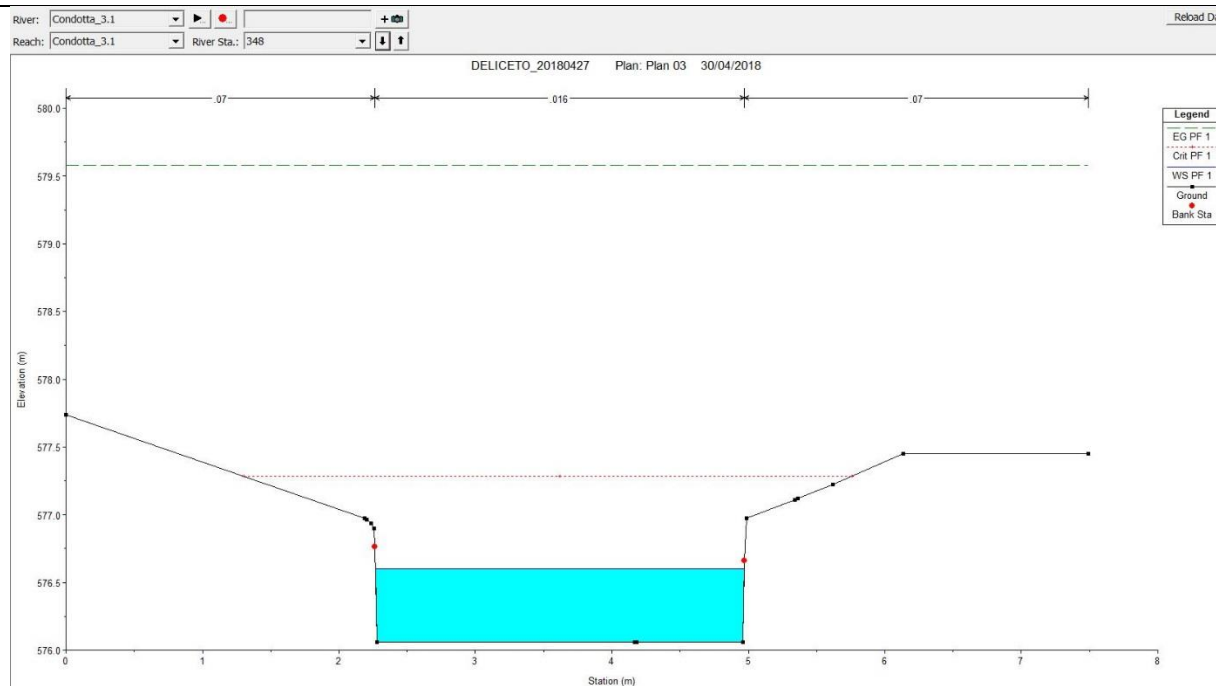 River: Condotta_3.1
Reload Da
Reach: Condotta_3.1 River Sta.: 348
DELICETO_20180427 Plan: Plan 03 30/04/2018
.07 .016 .07
Legend
EG PF 1
Crit PF 1
WS PF 1
Ground
Bank Sta
Elevation (m)
580.0
579.5
579.0
578.5
578.0
577.5
577.0
576.5
576.0
0 1 2 3 4 5 6 7 8
Station (m)